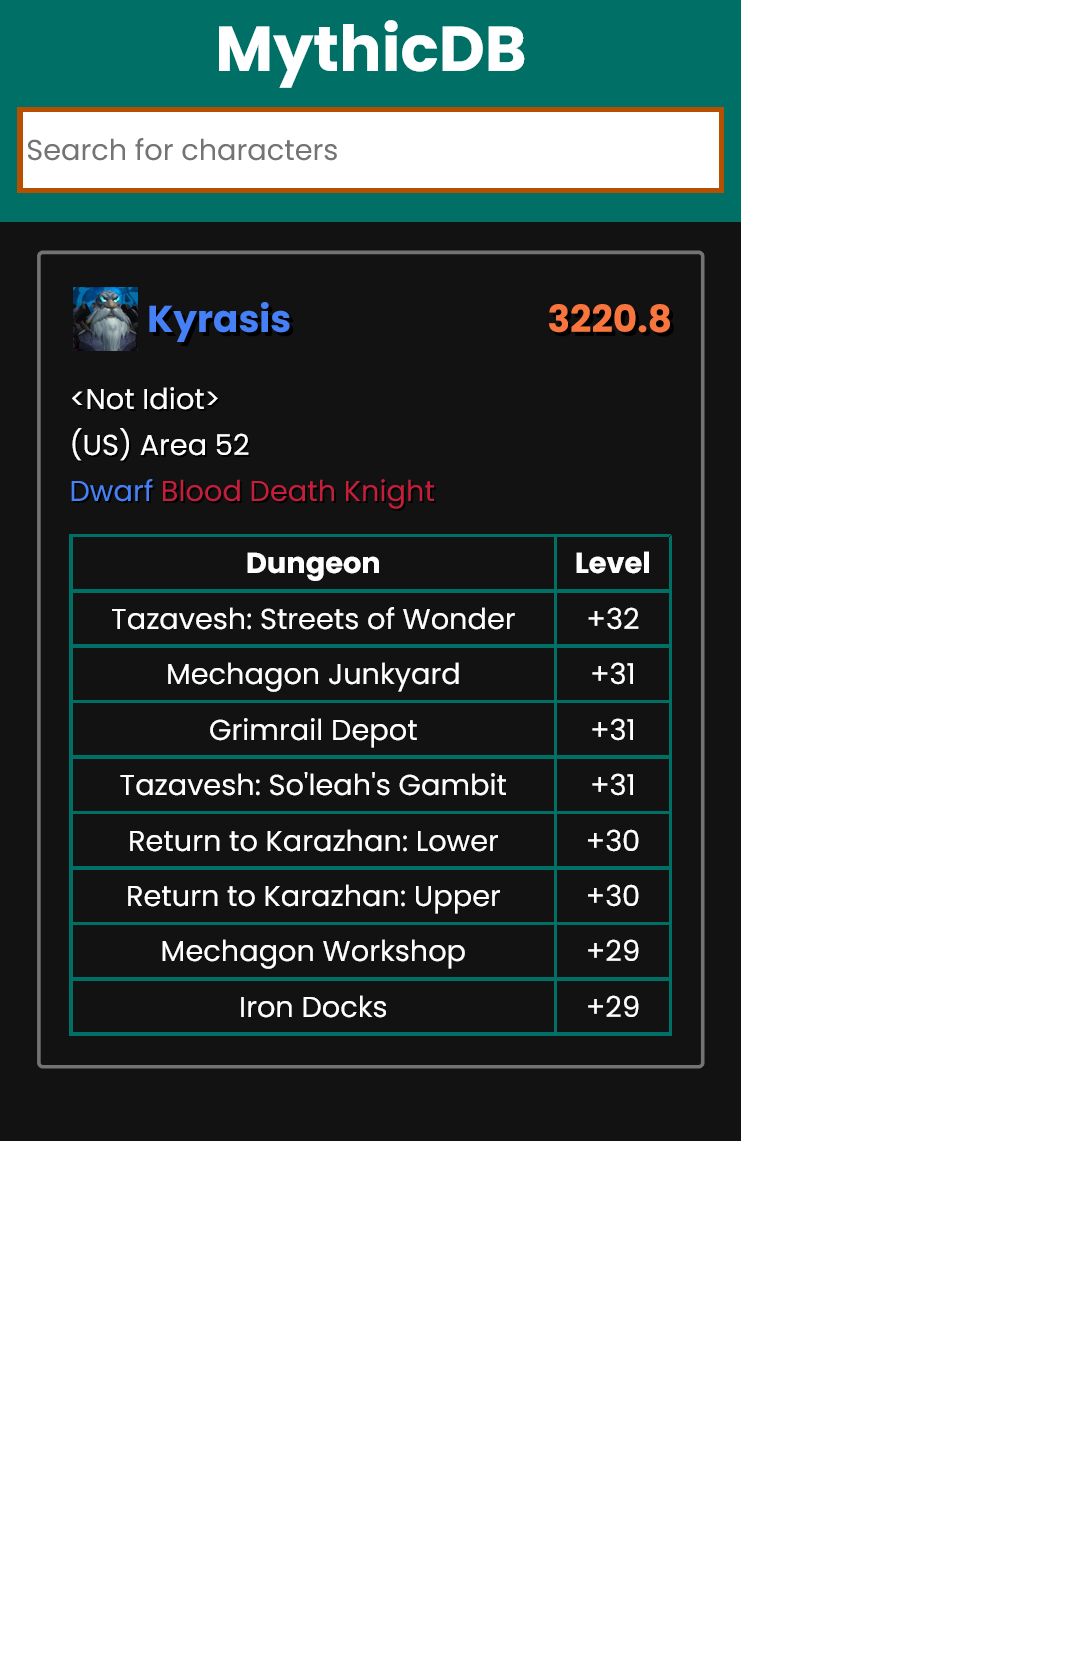 MythicDB
Search for characters
Kyrasis 3220.8
<Not Idiot>
(US) Area 52
Dwarf Blood Death Knight
Dungeon Level
Tazavesh: Streets of Wonder +32
Mechagon Junkyard +31
Grimrail Depot +31
Tazavesh: So'leah's Gambit +31
Return to Karazhan: Lower +30
Return to Karazhan: Upper +30
Mechagon Workshop +29
Iron Docks +29